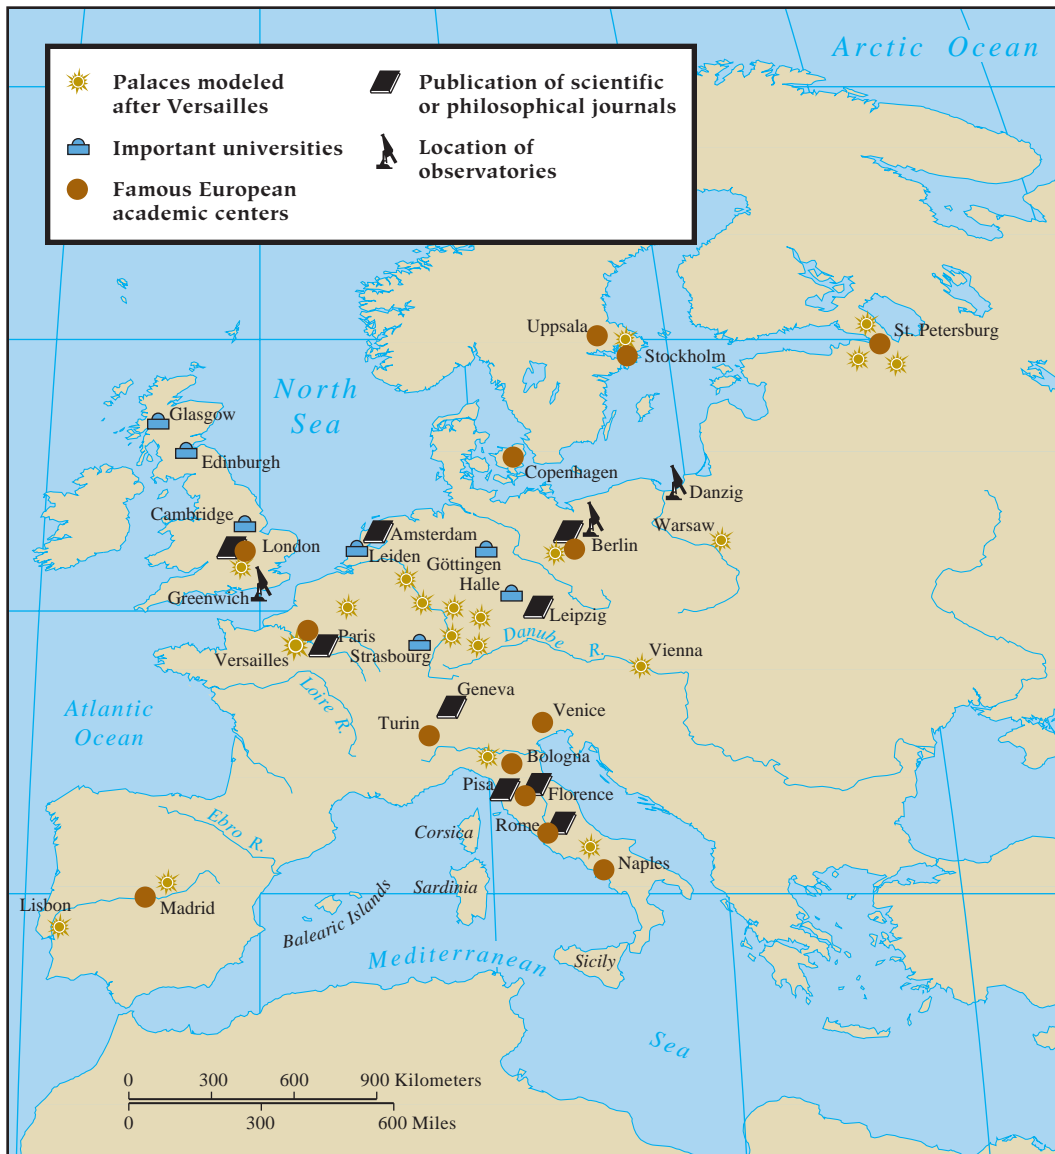 Arctic Ocean
Palaces modeled
after Versailles
Important universities
Famous European
academic centers
Publication of scientific
or philosophical journals
Location of
observatories
Uppsala
St. Petersburg
Stockholm
North
Sea
Glasgow
Edinburgh
Copenhagen
Danzig
Cambridge
Warsaw
Amsterdam
London
Berlin
Leiden
Göttingen
Halle
Greenwich
Leipzig
Paris
Danube R.
Strasbourg
Versailles
Vienna
Geneva
Loire R.
Atlantic
Ocean
Turin
Venice
Bologna
Pisa
Florence
Rome
Corsica
Ebro R.
Naples
Sardinia
Lisbon
Madrid
Balearic Islands
Mediterranean
Sicily
Sea
0 300 600 900 Kilometers
0 300 600 Miles